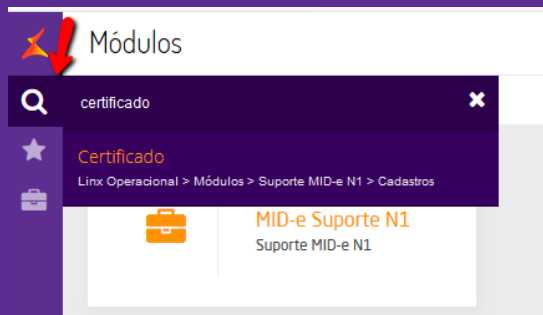 Módulos
certificado
Certificado
Linx Operacional > Módulos > Suporte MID-e N1 > Cadastros
MID-e Suporte N1
Suporte MID-e N1